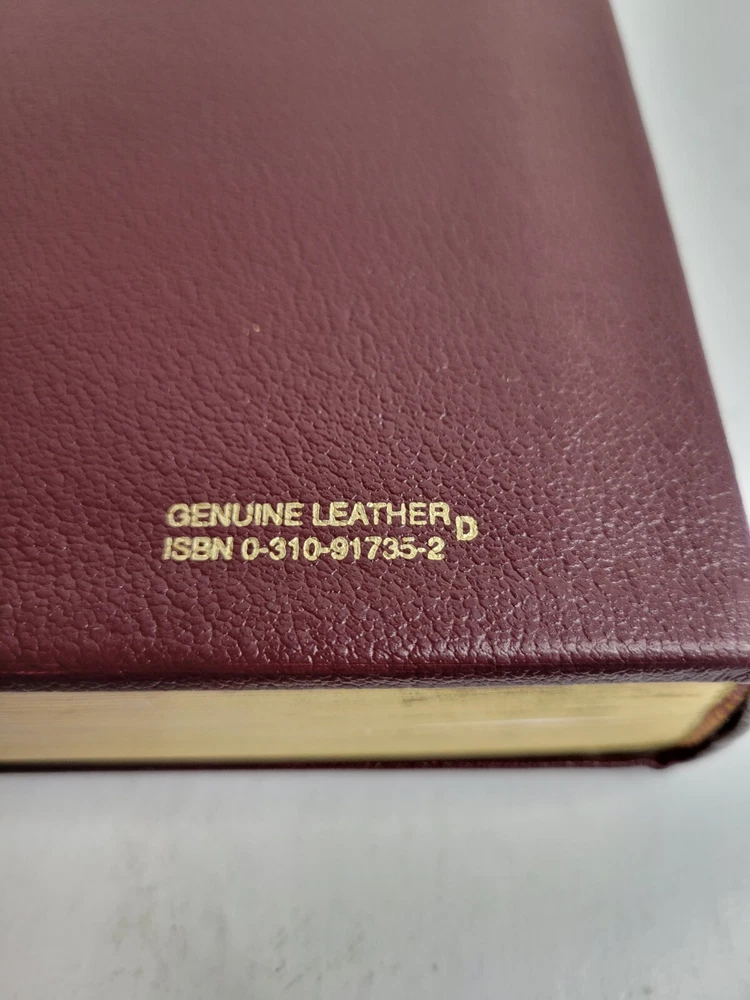 GENUINE LEATHER D
ISBN 0-310-91735-2